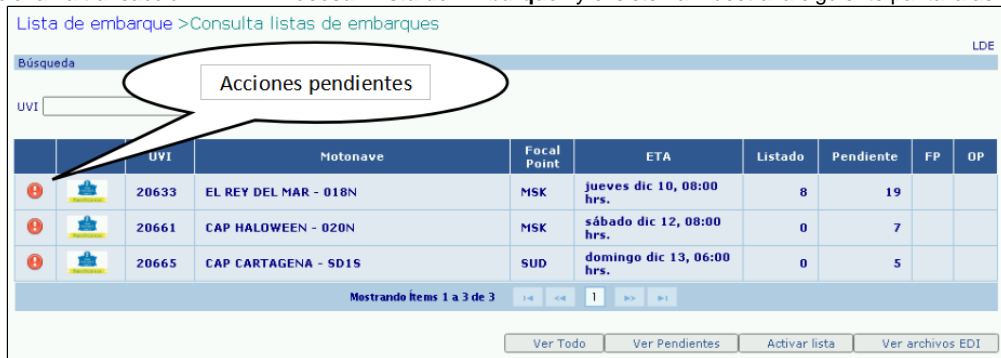 Lista de embarque >Consulta listas de embarques
LDE
Búsqueda
Acciones pendientes
UVI
UVI Motonave Focal Point ETA Listado Pendiente FP OP
20633 EL REY DEL MAR - 018N MSK jueves dic 10, 08:00 hrs. 8 19
20661 CAP HALOWEEN - 020N MSK sábado dic 12, 08:00 hrs. 0 7
20665 CAP CARTAGENA - SD1S SUD domingo dic 13, 06:00 hrs. 0 5
Mostrando Ítems 1 a 3 de 3 1
Ver Todo Ver Pendientes Activar lista Ver archivos EDI